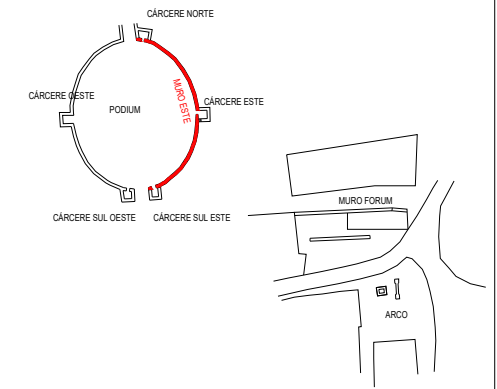 CÁRCERE NORTE
CÁRCERE OESTE
MURO ESTE
CÁRCERE ESTE
PODIUM
MURO FORUM
CÁRCERE SUL OESTE
CÁRCERE SUL ESTE
ARCO